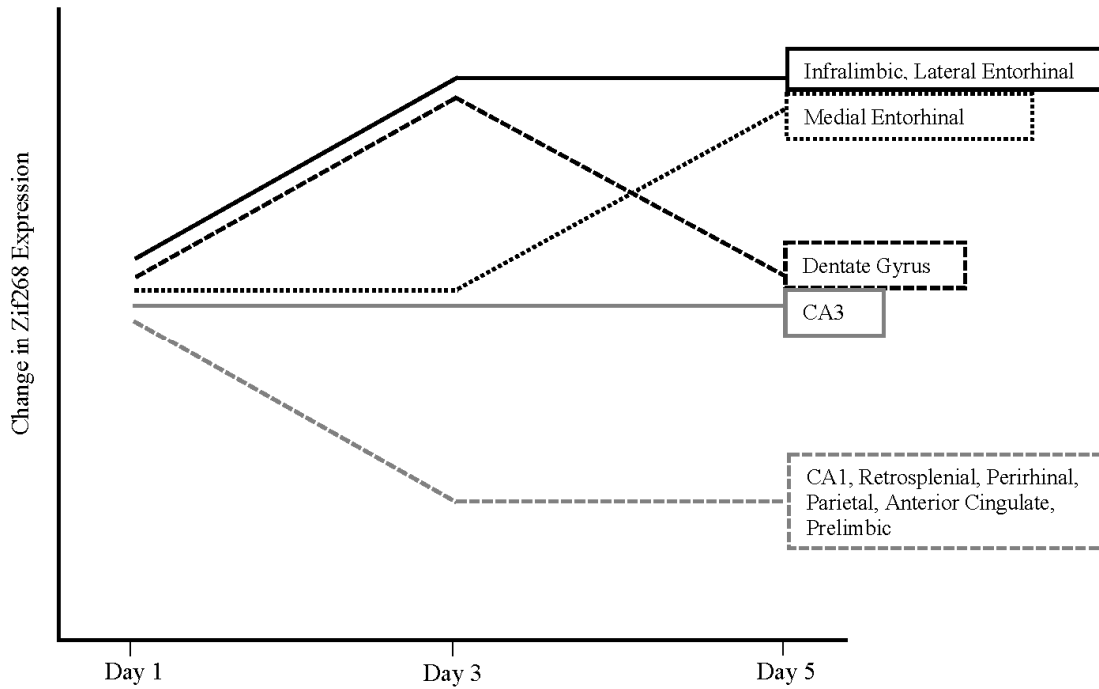 Change in Zif268 Expression
Infralimbic, Lateral Entorhinal
Medial Entorhinal
Dentate Gyrus
CA3
CA1, Retrosplenial, Perirhinal,
Parietal, Anterior Cingulate,
Prelimbic
Day 1
Day 3
Day 5